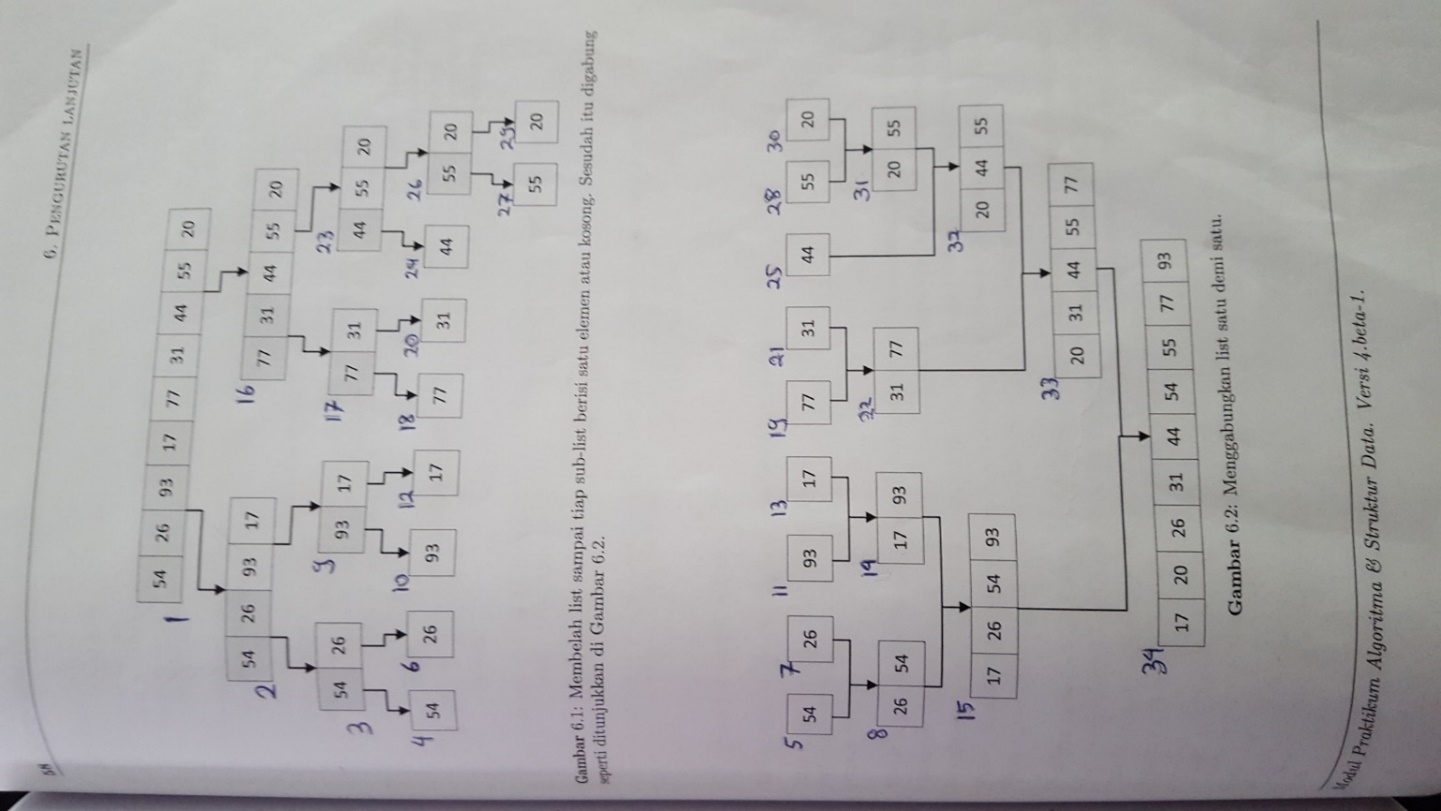 58
6. PENGURUTAN LANJUTAN
1
54 26 93 17 77 31 44 55 20
2 16
54 26 93 17
77 31 44 55 20
3 9 17 23
54 26
93 17
77 31
44 55 20
4 6 10 12 18 20 24 26
54
26
93
17
77
31
44
55 20
27 29
55
20
Gambar 6.1: Membelah list sampai tiap sub-list berisi satu elemen atau kosong. Sesudah itu digabung
seperti ditunjukkan di Gambar 6.2.
5 7 11 13 19 21 25 28 30
54
26
93
17
77
31
44
55
20
8 14 22 31
26 54
17 93
31 77
20 55
15 32
17 26 54 93
20 44 55
33
20 31 44 55 77
34
17 20 26 31 44 54 55 77 93
Gambar 6.2: Menggabungkan list satu demi satu.
Modul Praktikum Algoritma & Struktur Data. Versi 4.beta-1.